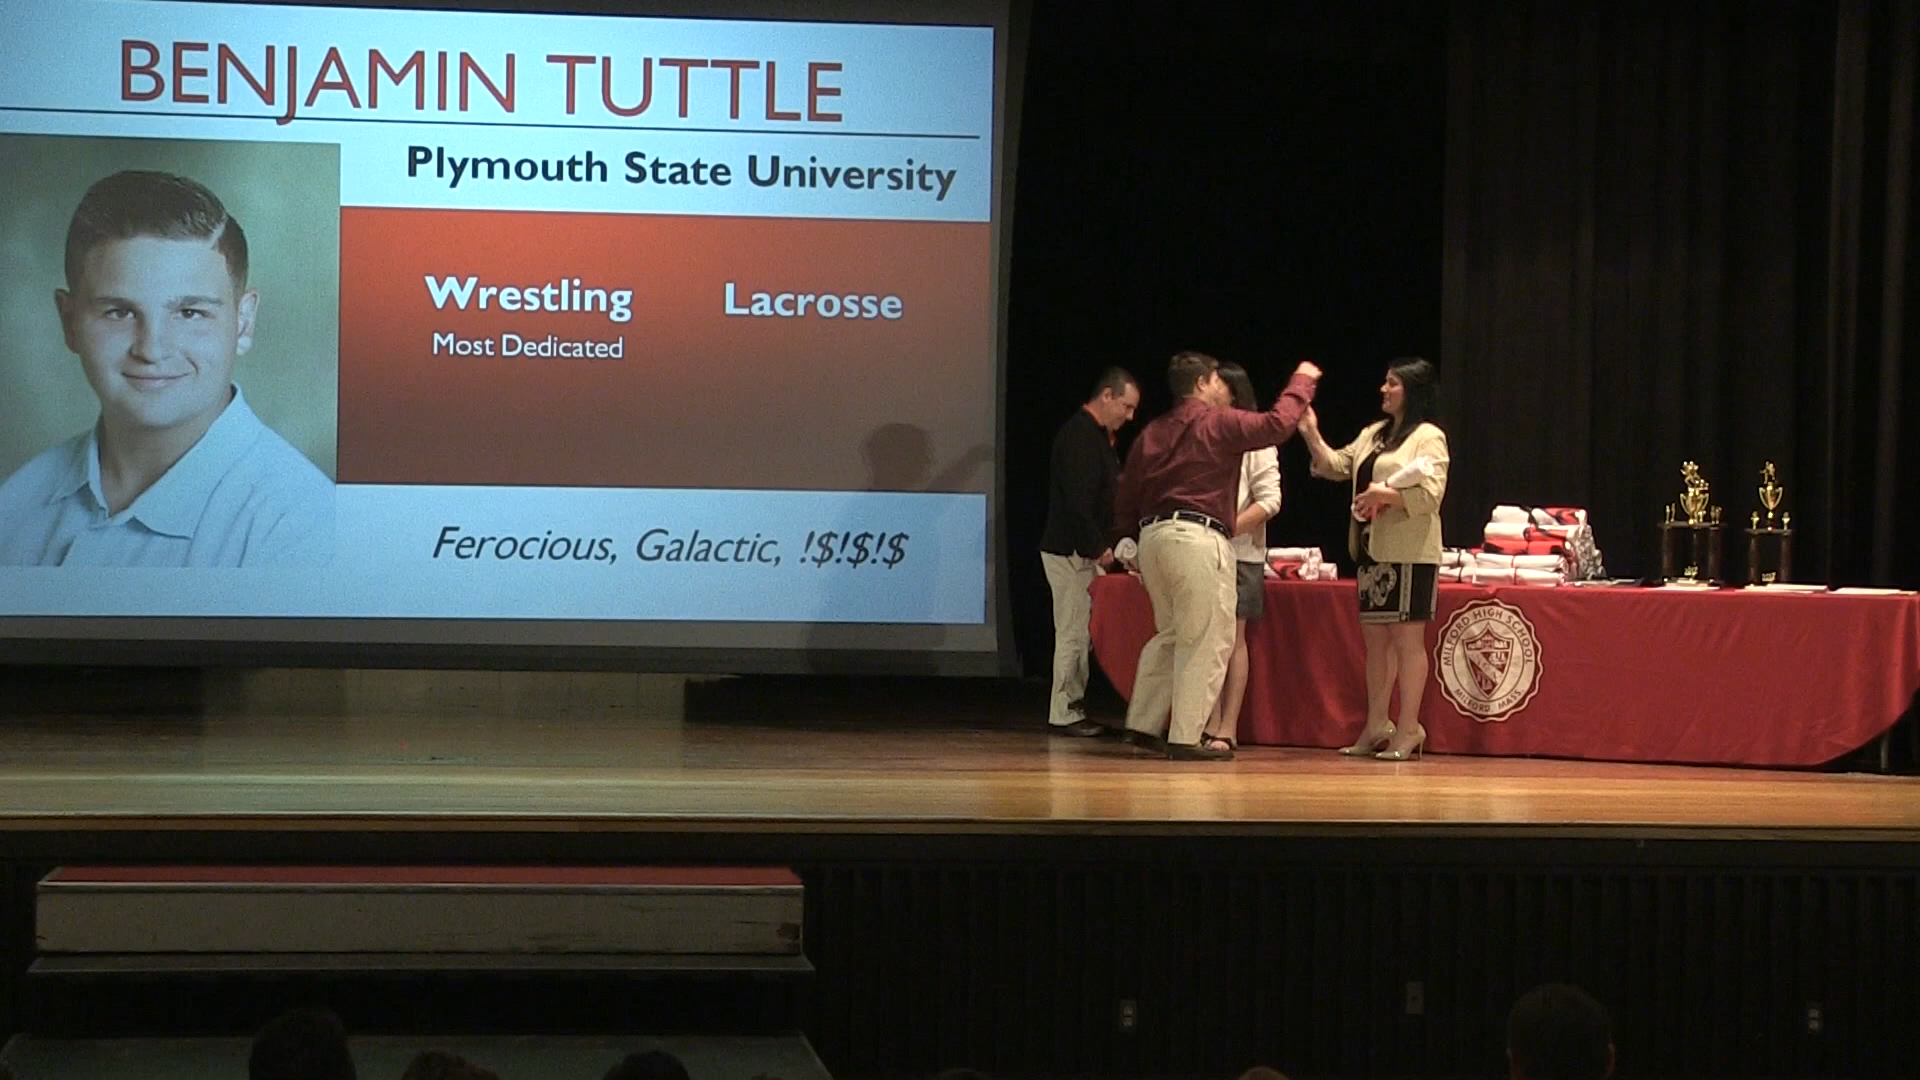 BENJAMIN TUTTLE
Plymouth State University
Wrestling
Lacrosse
Most Dedicated
Ferocious, Galactic, !$!$!$
MILFORD HIGH SCHOOL
MILFORD, MASS.